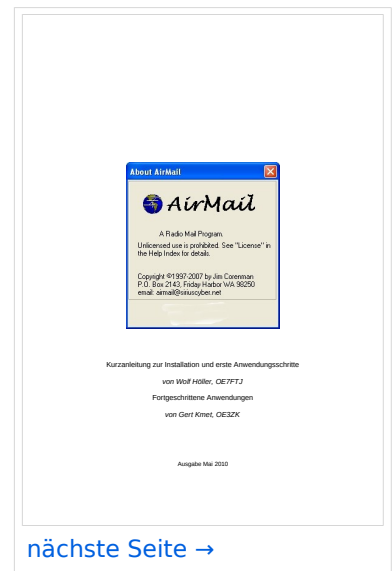 About AirMail
AirMail
A Radio Mail Program.
Unlicensed use is prohibited. See "License" in
the Help Index for details.
Copyright ©1997-2007 by Jim Corenman
P.O. Box 2143, Friday Harbor WA 98250
email: airmail@siriuscyber.net
Kurzanleitung zur Installation und erste Anwendungsschritte
von Wolf Höller, OE7FTJ
Fortgeschrittene Anwendungen
von Gert Kmet, OE3ZK
Ausgabe Mai 2010
nächste Seite →